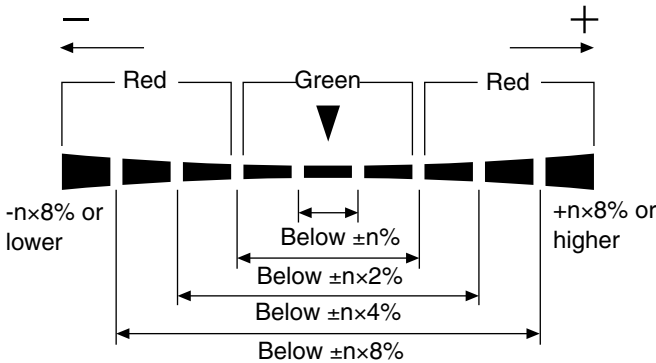 − +
Red Green Red
-n×8% or
lower
+n×8% or
higher
Below ±n%
Below ±n×2%
Below ±n×4%
Below ±n×8%